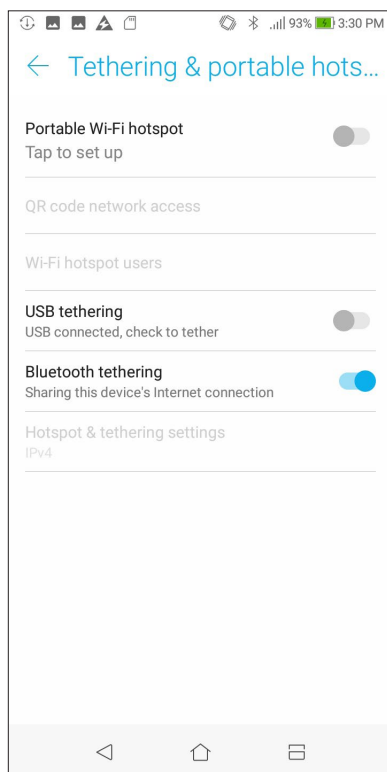 93% 3:30 PM
Tethering & portable hots...
Portable Wi-Fi hotspot
Tap to set up
QR code network access
Wi-Fi hotspot users
USB tethering
USB connected, check to tether
Bluetooth tethering
Sharing this device's Internet connection
Hotspot & tethering settings
IPv4